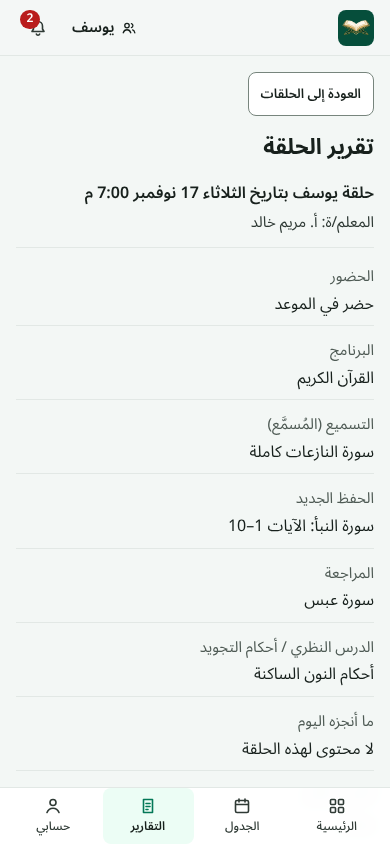 يوسف
2
العودة إلى الحلقات
تقرير الحلقة
حلقة يوسف بتاريخ الثلاثاء 17 نوفمبر 7:00 م
المعلم/ة: أ. مريم خالد
الحضور
حضر في الموعد
البرنامج
القرآن الكريم
التسميع (المُسمَّع)
سورة النازعات كاملة
الحفظ الجديد
سورة النبأ: الآيات 1–10
المراجعة
سورة عبس
الدرس النظري / أحكام التجويد
أحكام النون الساكنة
ما أنجزه اليوم
لا محتوى لهذه الحلقة
الرئيسية
الجدول
التقارير
حسابي